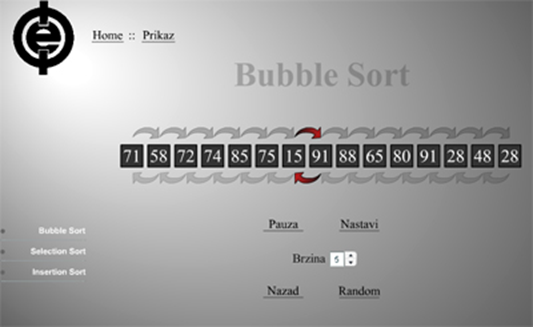 Home :: Prikaz
Bubble Sort
71 58 72 74 85 75 15 91 88 65 80 91 28 48 28
Bubble Sort
Selection Sort
Insertion Sort
Pauza Nastavi
Brzina 5
Nazad Random